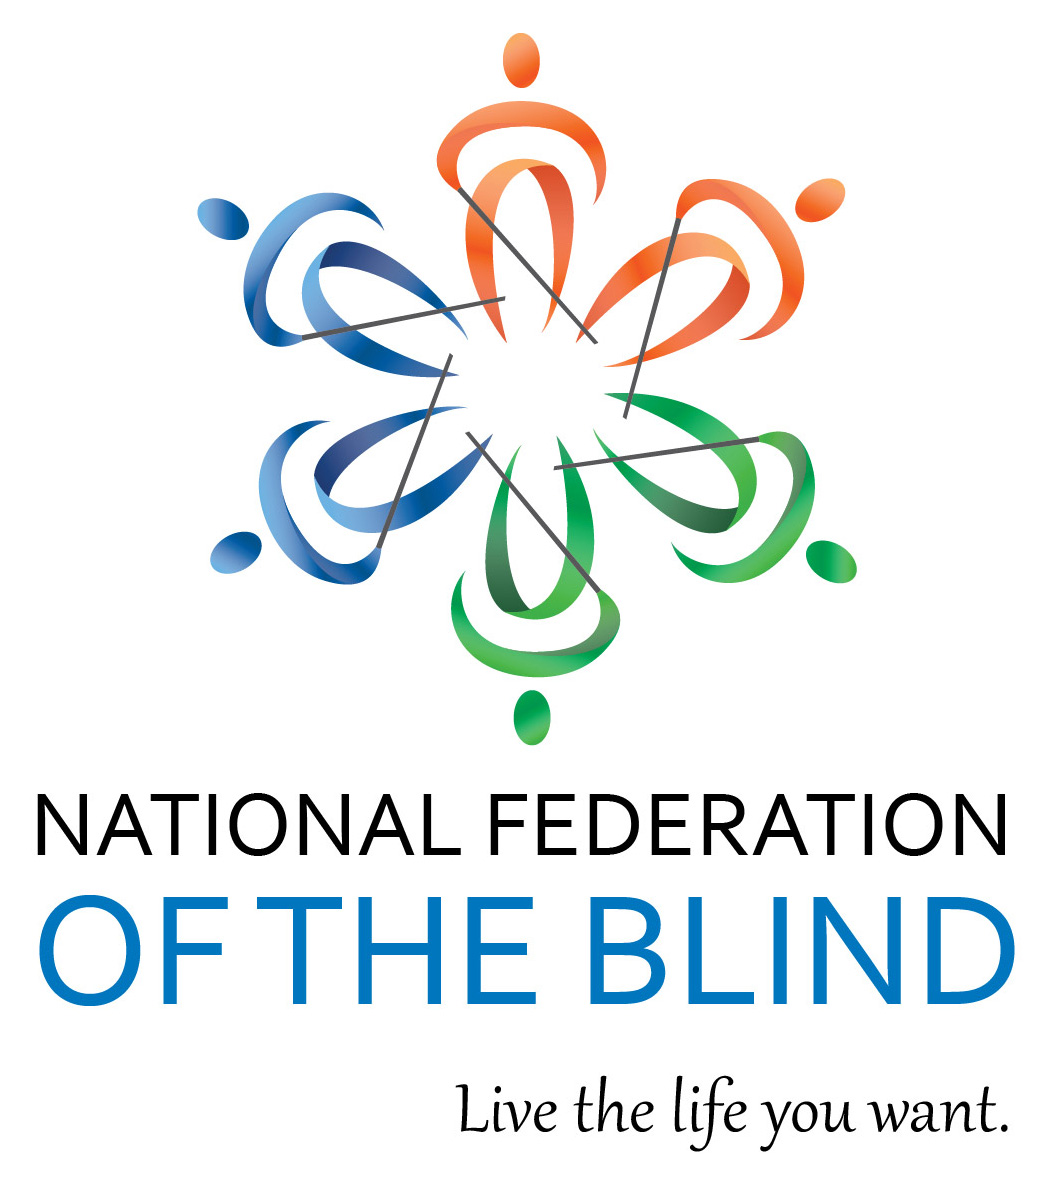 NATIONAL FEDERATION
OF THE BLIND
Live the life you want.